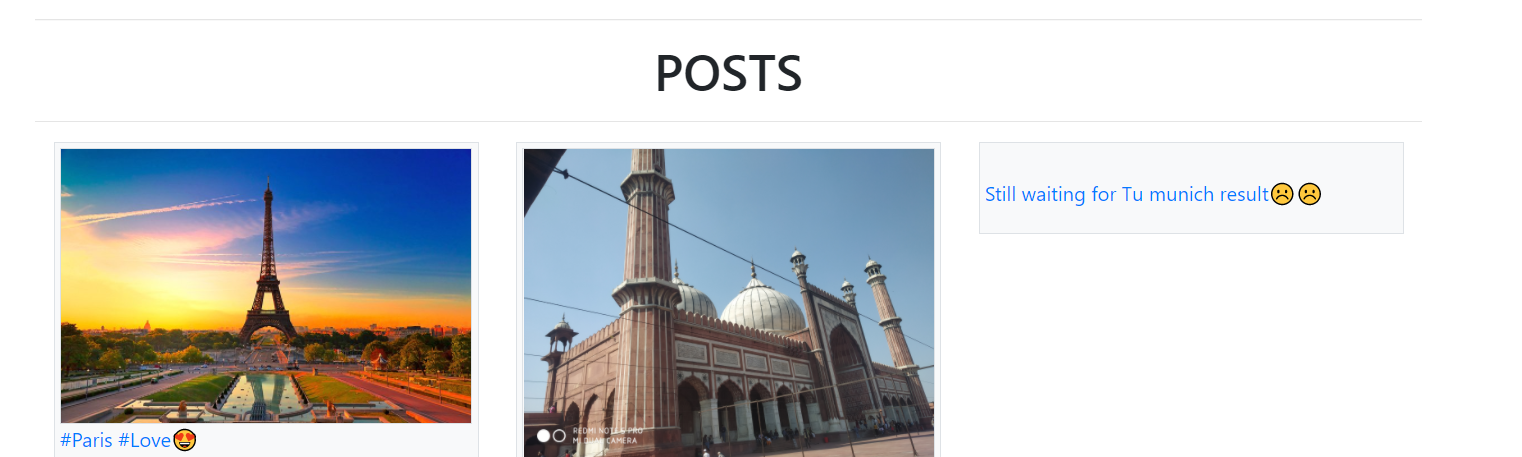 POSTS
#Paris #Love😍
REDMI NOTE 5 PRO
MI DUAL CAMERA
Still waiting for Tu munich result☹️☹️